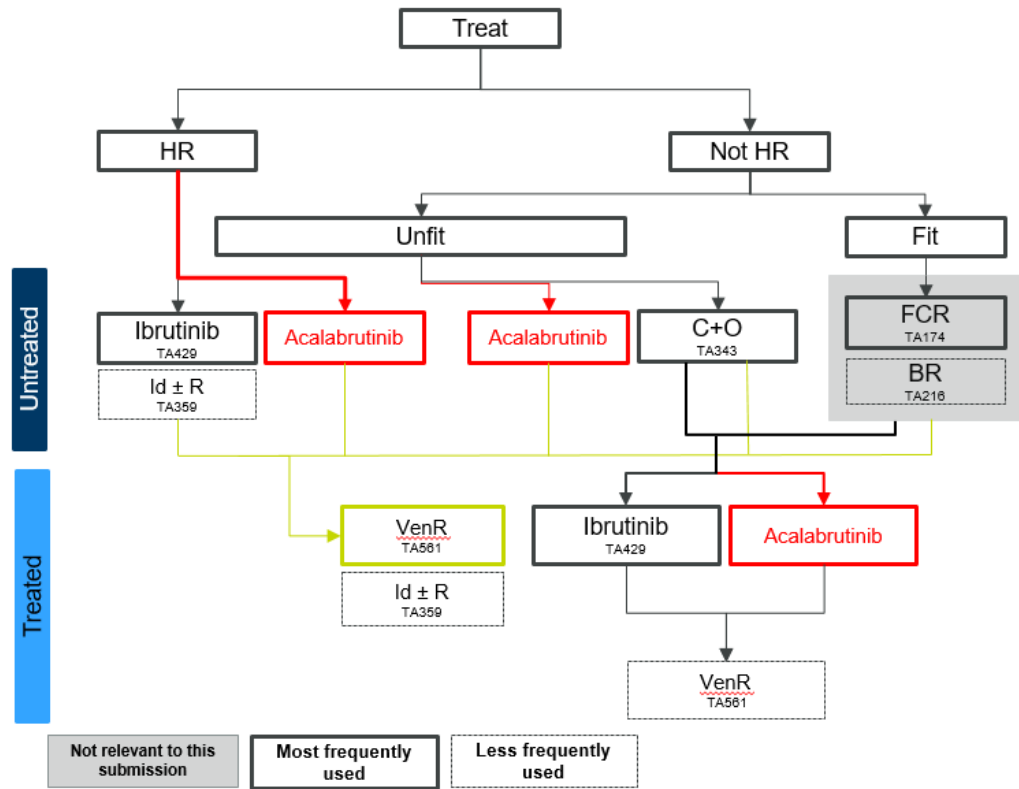 Treat
HR
Not HR
Unfit
Fit
Untreated
Ibrutinib
TA429
Id ± R
TA359
Acalabrutinib
Acalabrutinib
C+O
TA343
FCR
TA174
BR
TA216
Treated
VenR
TA561
Id ± R
TA359
Ibrutinib
TA429
Acalabrutinib
VenR
TA561
Not relevant to this
submission
Most frequently
used
Less frequently
used